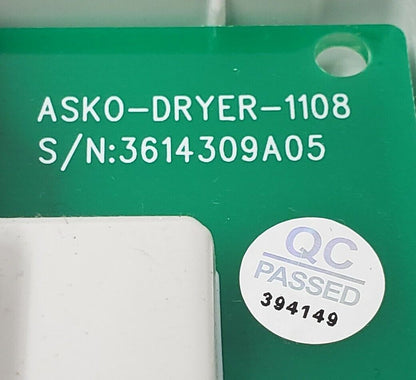 ASKO-DRYER-1108
S/N:3614309A05
QC
PASSED
394149